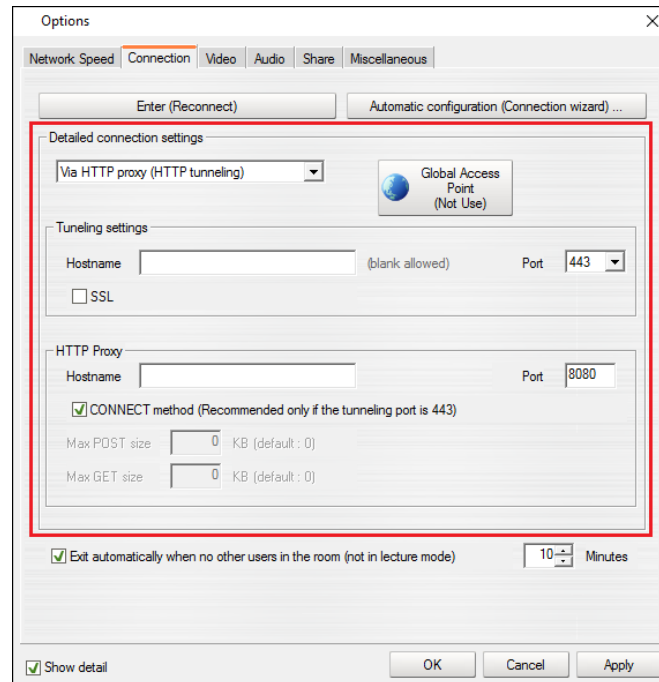 Options
Network Speed Connection Video Audio Share Miscellaneous
Enter (Reconnect) Automatic configuration (Connection wizard) ...
Detailed connection settings
Via HTTP proxy (HTTP tunneling)
Global Access
Point
(Not Use)
Tuneling settings
Hostname (blank allowed) Port 443
SSL
HTTP Proxy
Hostname Port 8080
CONNECT method (Recommended only if the tunneling port is 443)
Max POST size 0 KB (default : 0)
Max GET size 0 KB (default : 0)
Exit automatically when no other users in the room (not in lecture mode) 10 Minutes
Show detail OK Cancel Apply